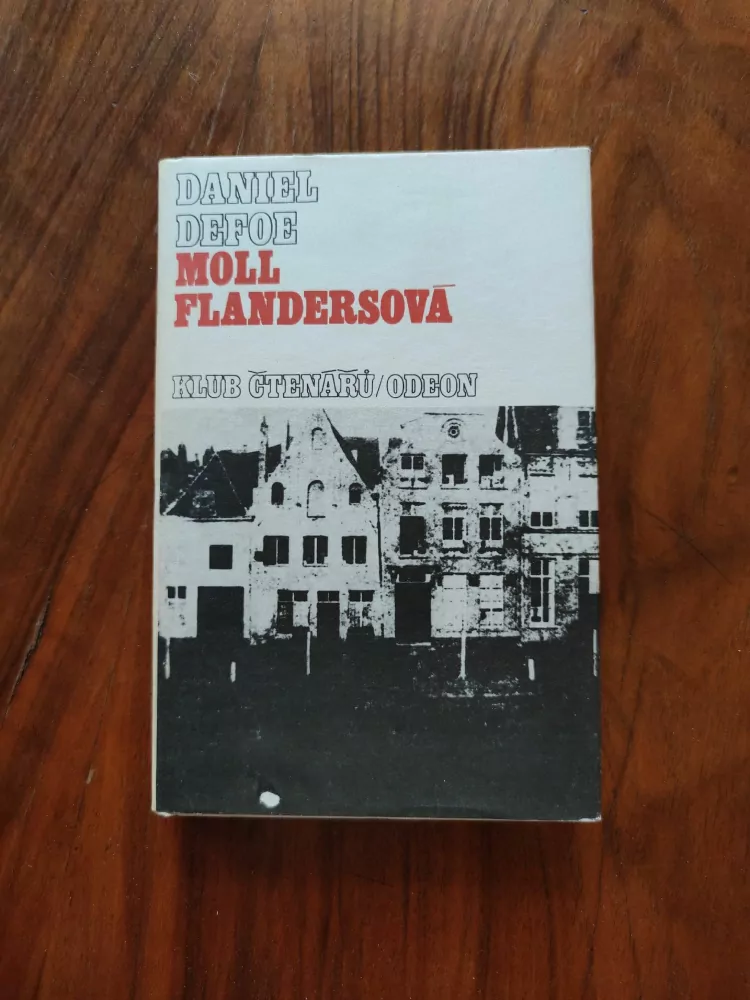 DANIEL
DEFOE
MOLL
FLANDERSOVÁ
KLUB ČTENÁŘŮ/ODEON